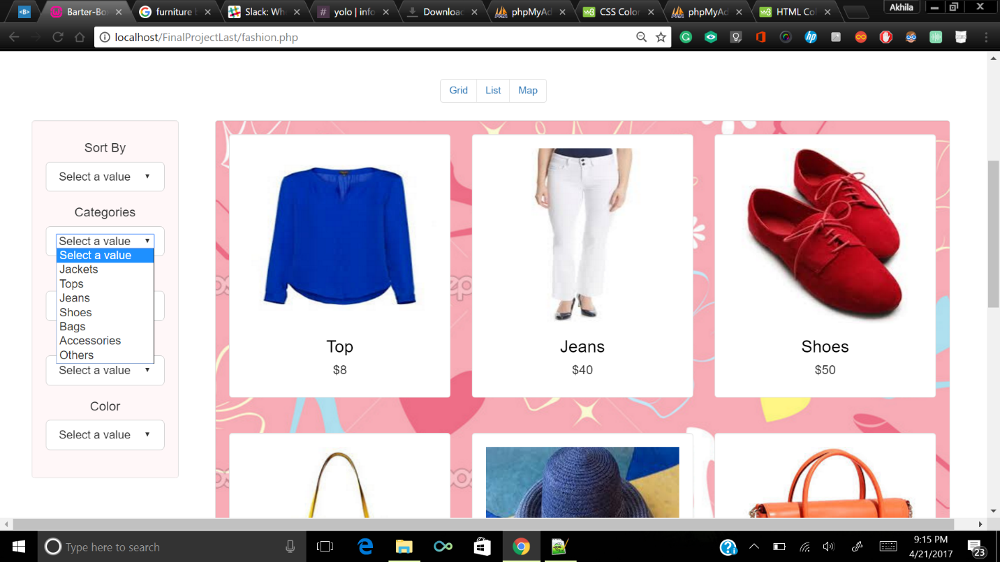 Barter-Bo
furniture b
Slack: Wh
yolo | info
Downloac
phpMyAd
CSS Color
phpMyAd
HTML Col
Akhila
localhost/FinalProjectLast/fashion.php
Grid List Map
Sort By
Select a value
Categories
Select a value
Select a value
Jackets
Tops
Jeans
Shoes
Bags
Accessories
Others
Select a value
Color
Select a value
Top
$8
Jeans
$40
Shoes
$50
Type here to search
9:15 PM
4/21/2017
23